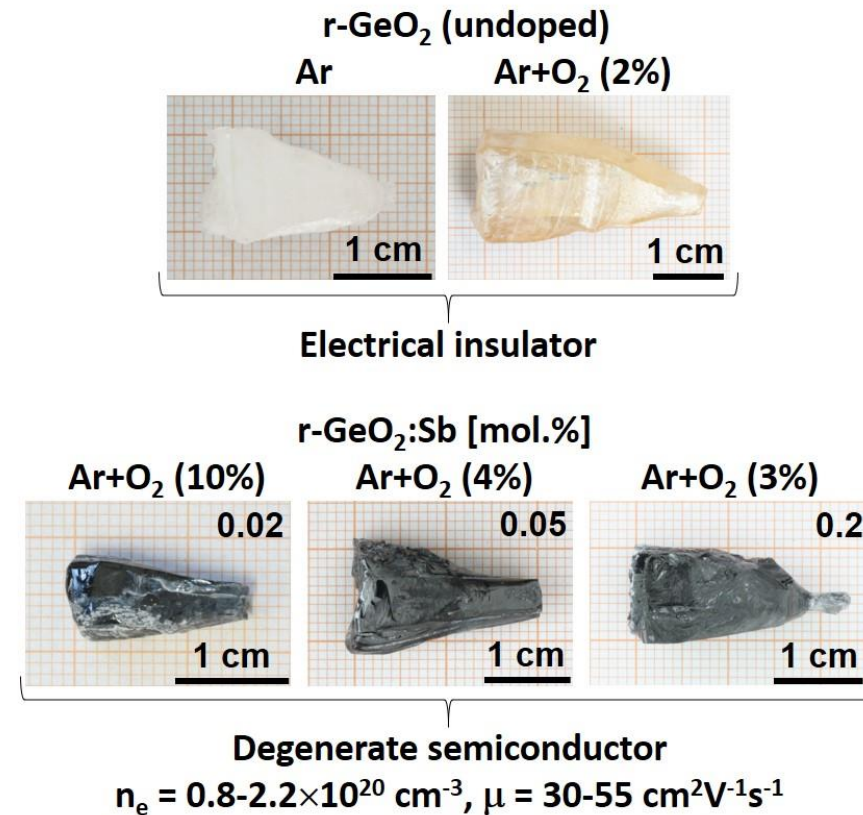 r-GeO₂ (undoped)
Ar Ar+O₂ (2%)
1 cm 1 cm
Electrical insulator
r-GeO₂:Sb [mol.%]
Ar+O₂ (10%) Ar+O₂ (4%) Ar+O₂ (3%)
0.02 0.05 0.2
1 cm 1 cm 1 cm
Degenerate semiconductor
nₑ = 0.8-2.2×10²⁰ cm⁻³, μ = 30-55 cm²V⁻¹s⁻¹